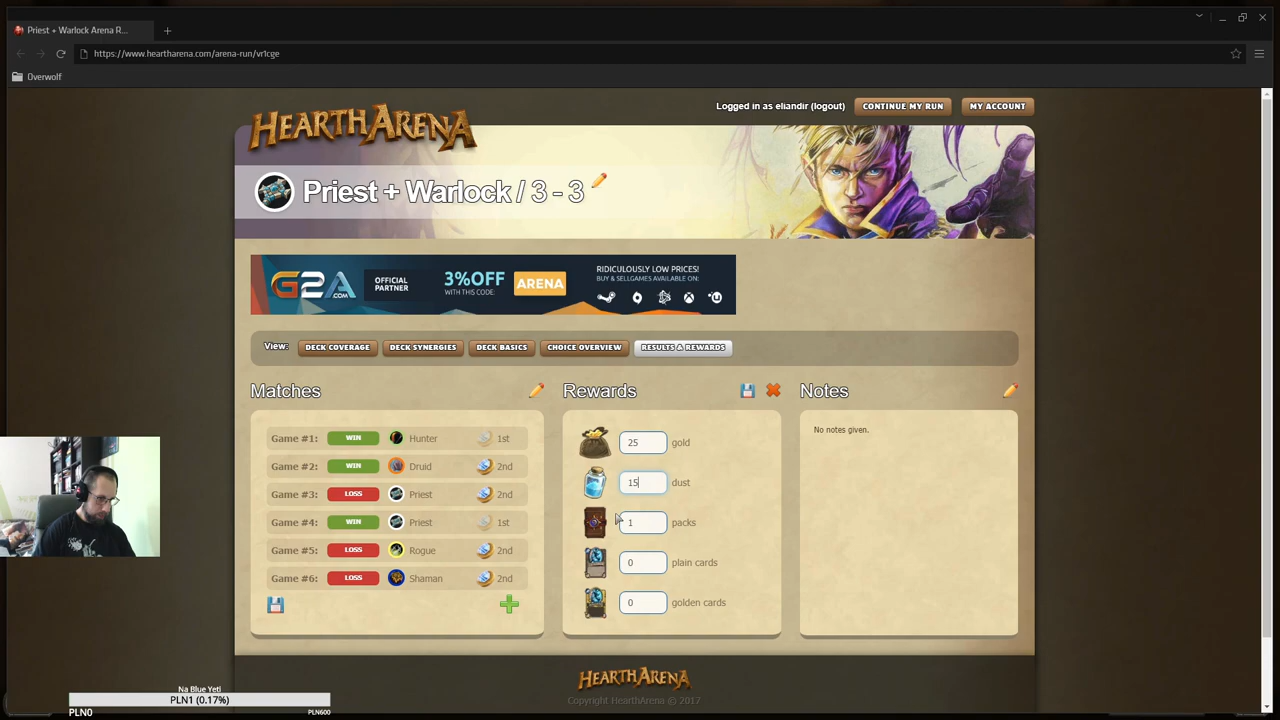 Priest + Warlock Arena R...
https://www.heartharena.com/arena-run/vr1cge
Overwolf
HEARTHARENA
Logged in as eliandir (logout)
CONTINUE MY RUN
MY ACCOUNT
Priest + Warlock / 3 - 3
G2A.COM
OFFICIAL PARTNER
3%OFF
WITH THIS CODE:
ARENA
RIDICULOUSLY LOW PRICES!
BUY & SELL GAMES AVAILABLE ON:
View:
DECK COVERAGE
DECK SYNERGIES
DECK BASICS
CHOICE OVERVIEW
RESULTS & REWARDS
Matches
Game #1: WIN Hunter 1st
Game #2: WIN Druid 2nd
Game #3: LOSS Priest 2nd
Game #4: WIN Priest 1st
Game #5: LOSS Rogue 2nd
Game #6: LOSS Shaman 2nd
Rewards
25 gold
15 dust
1 packs
0 plain cards
0 golden cards
Notes
No notes given.
HEARTHARENA
Copyright HearthArena © 2017
Na Blue Yeti
PLN1 (0.17%)
PLN0
PLN600